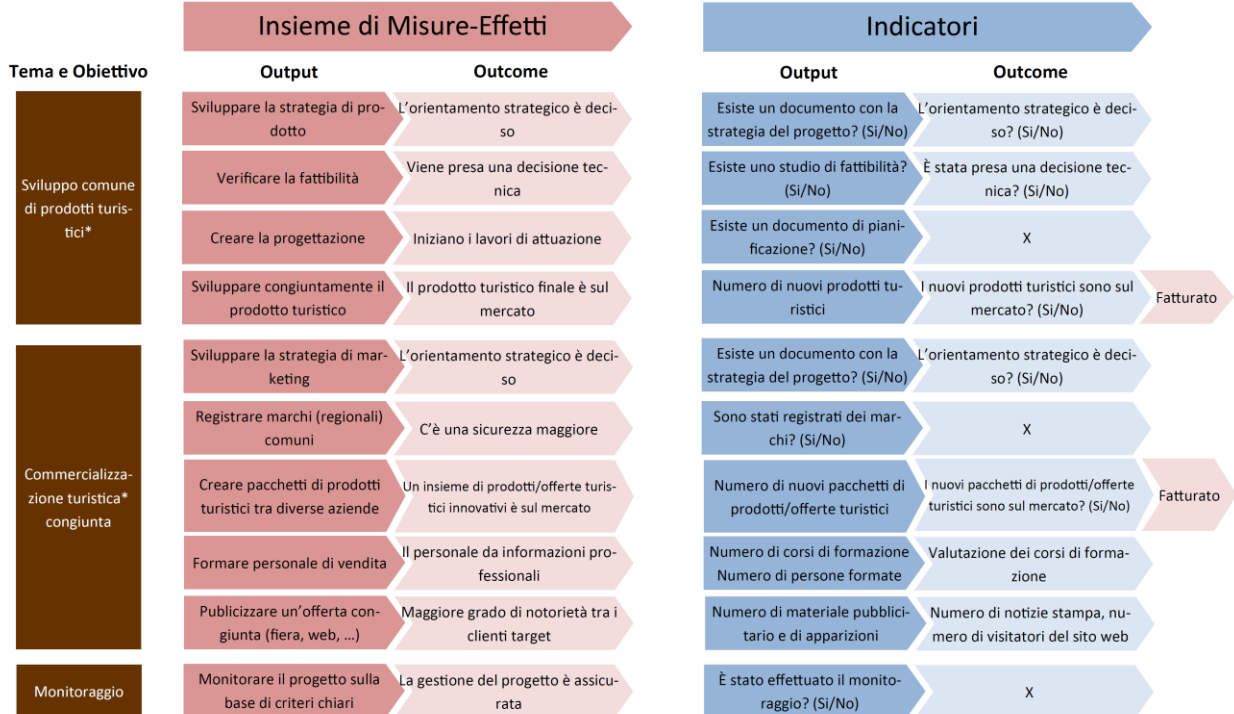 Insieme di Misure-Effetti
Indicatori
Tema e Obiettivo
Output
Outcome
Output
Outcome
Sviluppo comune
di prodotti turis-
tici*
Sviluppare la strategia di pro-
dotto
L'orientamento strategico è deci-
so
Esiste un documento con la
strategia del progetto? (Si/No)
L'orientamento strategico è deci-
so? (Si/No)
Verificare la fattibilità
Viene presa una decisione tec-
nica
Esiste uno studio di fattibilità?
(Si/No)
È stata presa una decisione tec-
nica? (Si/No)
Creare la progettazione
Iniziano i lavori di attuazione
Esiste un documento di piani-
ficazione? (Si/No)
X
Sviluppare congiuntamente il
prodotto turistico
Il prodotto turistico finale è sul
mercato
Numero di nuovi prodotti tu-
ristici
I nuovi prodotti turistici sono sul
mercato? (Si/No)
Fatturato
Commercializza-
zione turistica*
congiunta
Sviluppare la strategia di mar-
keting
L'orientamento strategico è deci-
so
Esiste un documento con la
strategia del progetto? (Si/No)
L'orientamento strategico è deci-
so? (Si/No)
Registrare marchi (regionali)
comuni
C'è una sicurezza maggiore
Sono stati registrati dei mar-
chi? (Si/No)
X
Creare pacchetti di prodotti
turistici tra diverse aziende
Un insieme di prodotti/offerte turis-
tici innovativi è sul mercato
Numero di nuovi pacchetti di
prodotti/offerte turistici
I nuovi pacchetti di prodotti/offerte
turistici sono sul mercato? (Si/No)
Fatturato
Formare personale di vendita
Il personale da informazioni pro-
fessionali
Numero di corsi di formazione
Numero di persone formate
Valutazione dei corsi di forma-
zione
Publicizzare un'offerta con-
giunta (fiera, web, ...)
Maggiore grado di notorietà tra i
clienti target
Numero di materiale pubblici-
tario e di apparizioni
Numero di notizie stampa, nu-
mero di visitatori del sito web
Monitoraggio
Monitorare il progetto sulla
base di criteri chiari
La gestione del progetto è assicu-
rata
È stato effettuato il monito-
raggio? (Si/No)
X